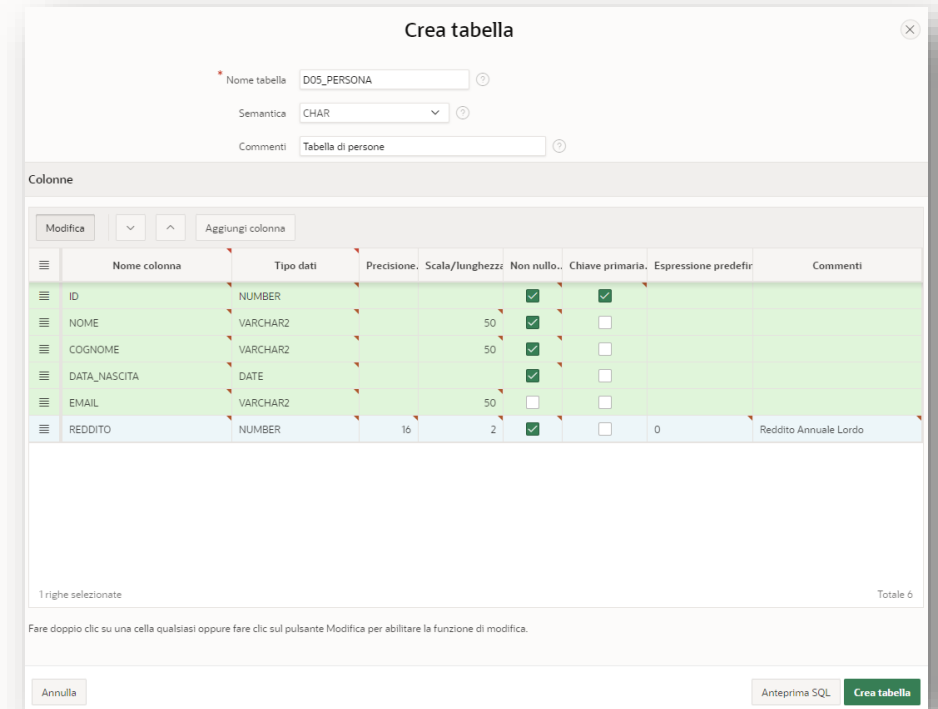 Crea tabella
* Nome tabella D05_PERSONA
Semantica CHAR
Commenti Tabella di persone
Colonne
Modifica Aggiungi colonna
Nome colonna Tipo dati Precisione. Scala/lunghezza Non nullo.. Chiave primaria. Espressione predefir Commenti
ID NUMBER
NOME VARCHAR2 50
COGNOME VARCHAR2 50
DATA_NASCITA DATE
EMAIL VARCHAR2 50
REDDITO NUMBER 16 2 0 Reddito Annuale Lordo
1 righe selezionate Totale 6
Fare doppio clic su una cella qualsiasi oppure fare clic sul pulsante Modifica per abilitare la funzione di modifica.
Annulla Anteprima SQL Crea tabella